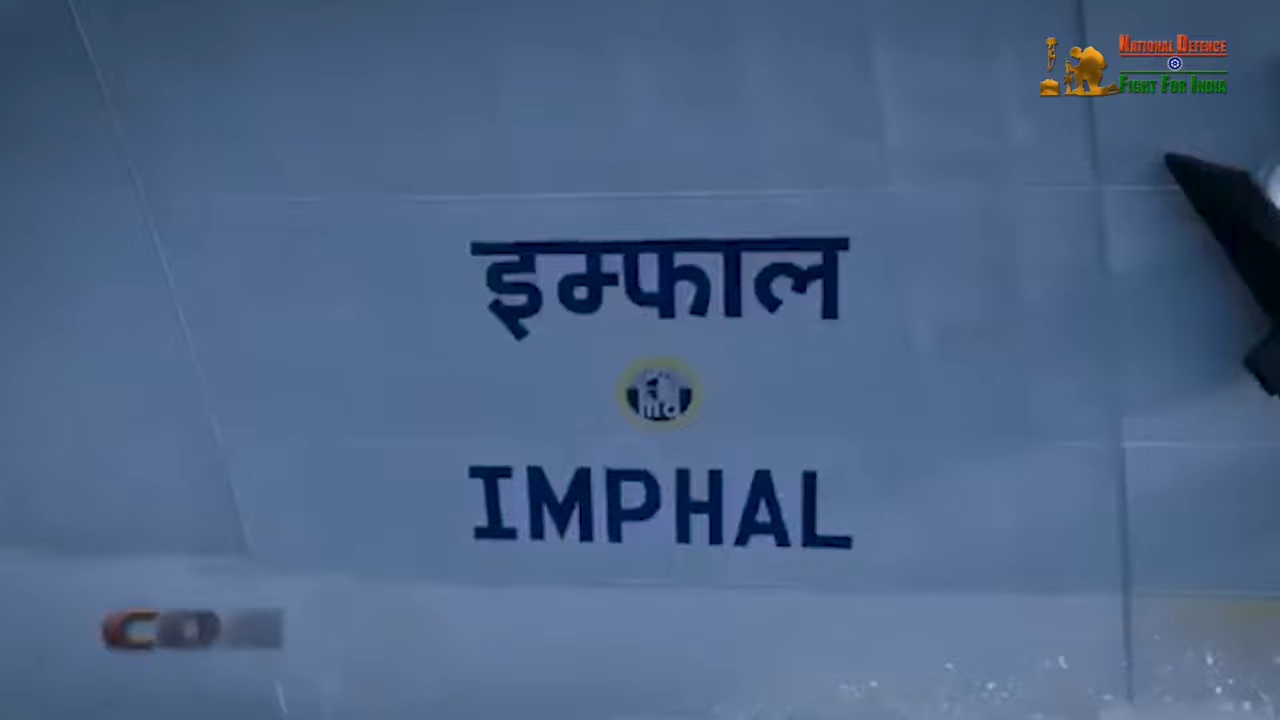 NATIONAL DEFENCE
FIGHT FOR INDIA
इम्फाल
IMPHAL